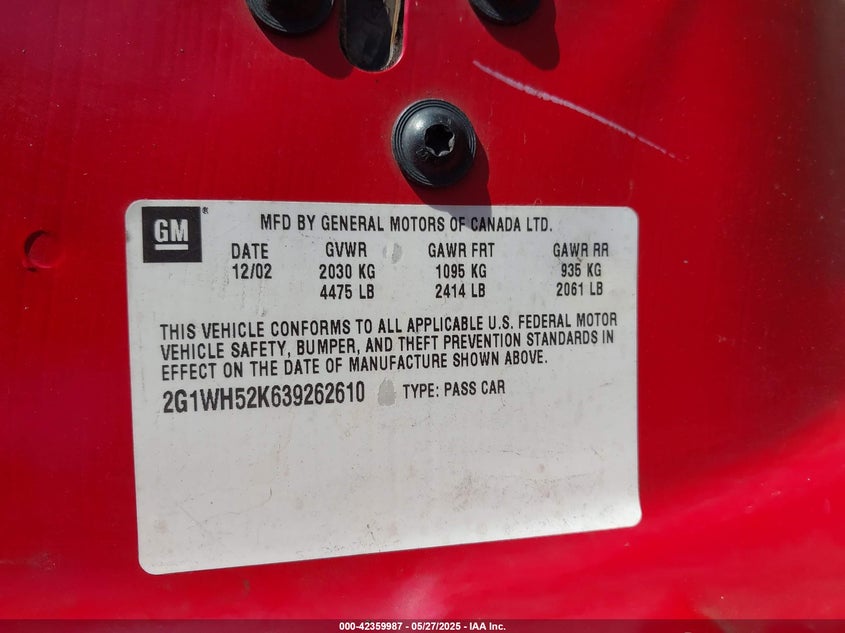 GM ® MFD BY GENERAL MOTORS OF CANADA LTD.
DATE GVWR GAWR FRT GAWR RR
12/02 2030 KG 1095 KG 935 KG
4475 LB 2414 LB 2061 LB
THIS VEHICLE CONFORMS TO ALL APPLICABLE U.S. FEDERAL MOTOR
VEHICLE SAFETY, BUMPER, AND THEFT PREVENTION STANDARDS IN
EFFECT ON THE DATE OF MANUFACTURE SHOWN ABOVE.
2G1WH52K639262610 TYPE: PASS CAR
000-42359987 - 05/27/2025 - IAA Inc.